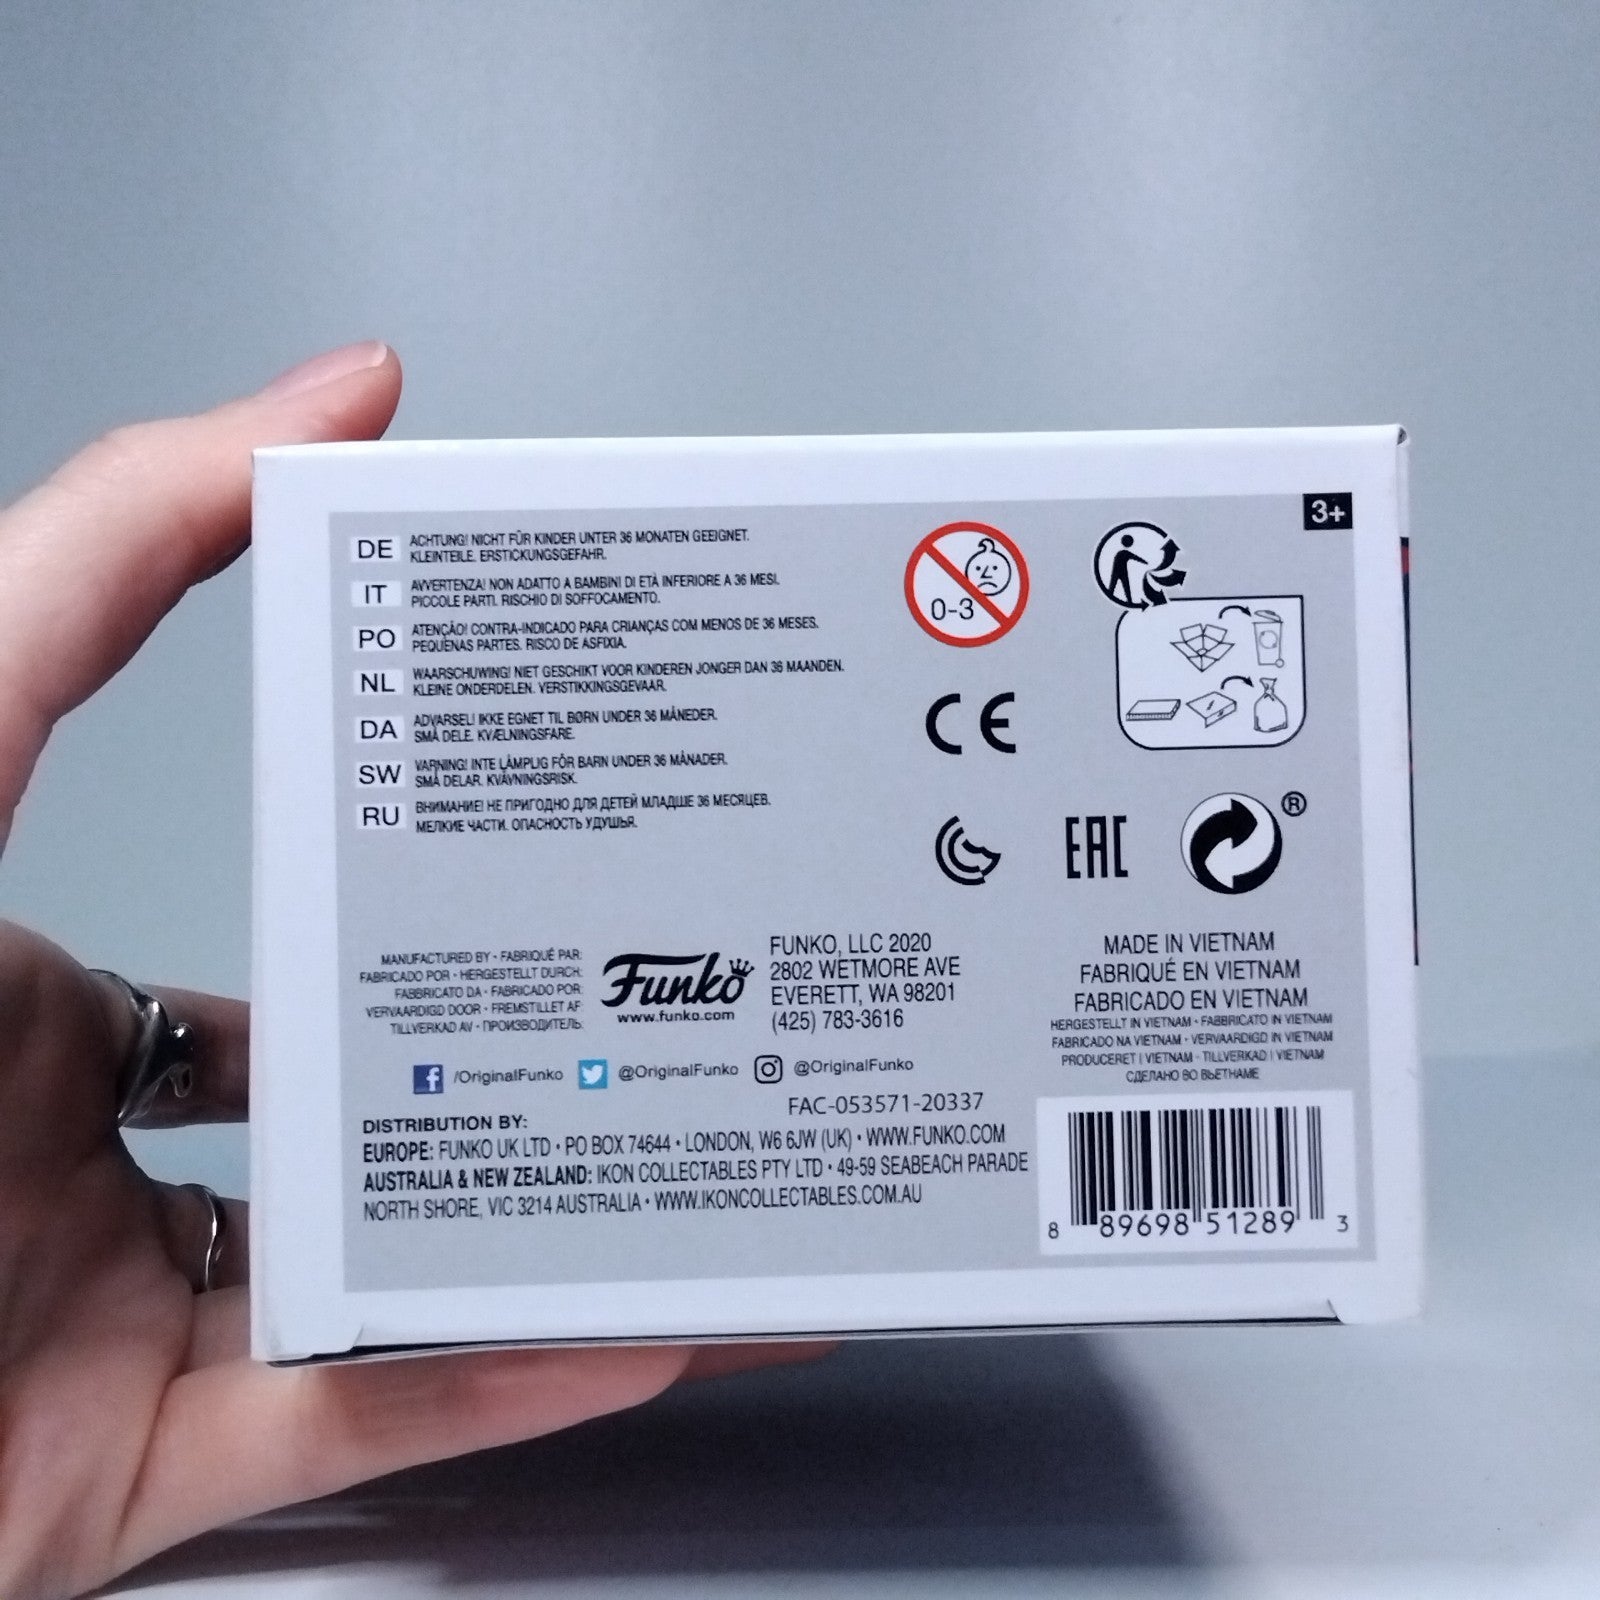 3+
DE
ACHTUNG! NICHT FÜR KINDER UNTER 36 MONATEN GEEIGNET.
KLEINTEILE. ERSTICKUNGSGEFAHR.
IT
AVVERTENZA! NON ADATTO A BAMBINI DI ETÀ INFERIORE A 36 MESI.
PICCOLE PARTI. RISCHIO DI SOFFOCAMENTO.
PO
ATENÇÃO! CONTRA-INDICADO PARA CRIANÇAS COM MENOS DE 36 MESES.
PEQUENAS PARTES. RISCO DE ASFIXIA.
NL
WAARSCHUWING! NIET GESCHIKT VOOR KINDEREN JONGER DAN 36 MAANDEN.
KLEINE ONDERDELEN. VERSTIKKINGSGEVAAR.
DA
ADVARSEL! IKKE EGNET TIL BØRN UNDER 36 MÅNEDER.
SMÅ DELE. KVÆLNINGSFARE.
SW
VARNING! INTE LÄMPLIG FÖR BARN UNDER 36 MÅNADER.
SMÅ DELAR. KVÄVNINGSRISK.
RU
ВНИМАНИЕ! НЕ ПРИГОДНО ДЛЯ ДЕТЕЙ МЛАДШЕ 36 МЕСЯЦЕВ.
МЕЛКИЕ ЧАСТИ. ОПАСНОСТЬ УДУШЬЯ.
0-3
CE
EAC
®
MANUFACTURED BY • FABRIQUÉ PAR:
FABRICADO POR • HERGESTELLT DURCH:
FABBRICATO DA • FABRICADO POR:
VERVAARDIGD DOOR • FREMSTILLET AF:
TILLVERKAD AV • ПРОИЗВОДИТЕЛЬ:
Funko
www.funko.com
FUNKO, LLC 2020
2802 WETMORE AVE
EVERETT, WA 98201
(425) 783-3616
MADE IN VIETNAM
FABRIQUÉ EN VIETNAM
FABRICADO EN VIETNAM
HERGESTELLT IN VIETNAM • FABBRICATO IN VIETNAM
FABRICADO NA VIETNAM • VERVAARDIGD IN VIETNAM
PRODUCERET I VIETNAM • TILLVERKAD I VIETNAM
СДЕЛАНО ВО ВЬЕТНАМЕ
f /OriginalFunko @OriginalFunko @OriginalFunko
FAC-053571-20337
DISTRIBUTION BY:
EUROPE: FUNKO UK LTD • PO BOX 74644 • LONDON, W6 6JW (UK) • WWW.FUNKO.COM
AUSTRALIA & NEW ZEALAND: IKON COLLECTABLES PTY LTD • 49-59 SEABEACH PARADE
NORTH SHORE, VIC 3214 AUSTRALIA • WWW.IKONCOLLECTABLES.COM.AU
8 89698 51289 3